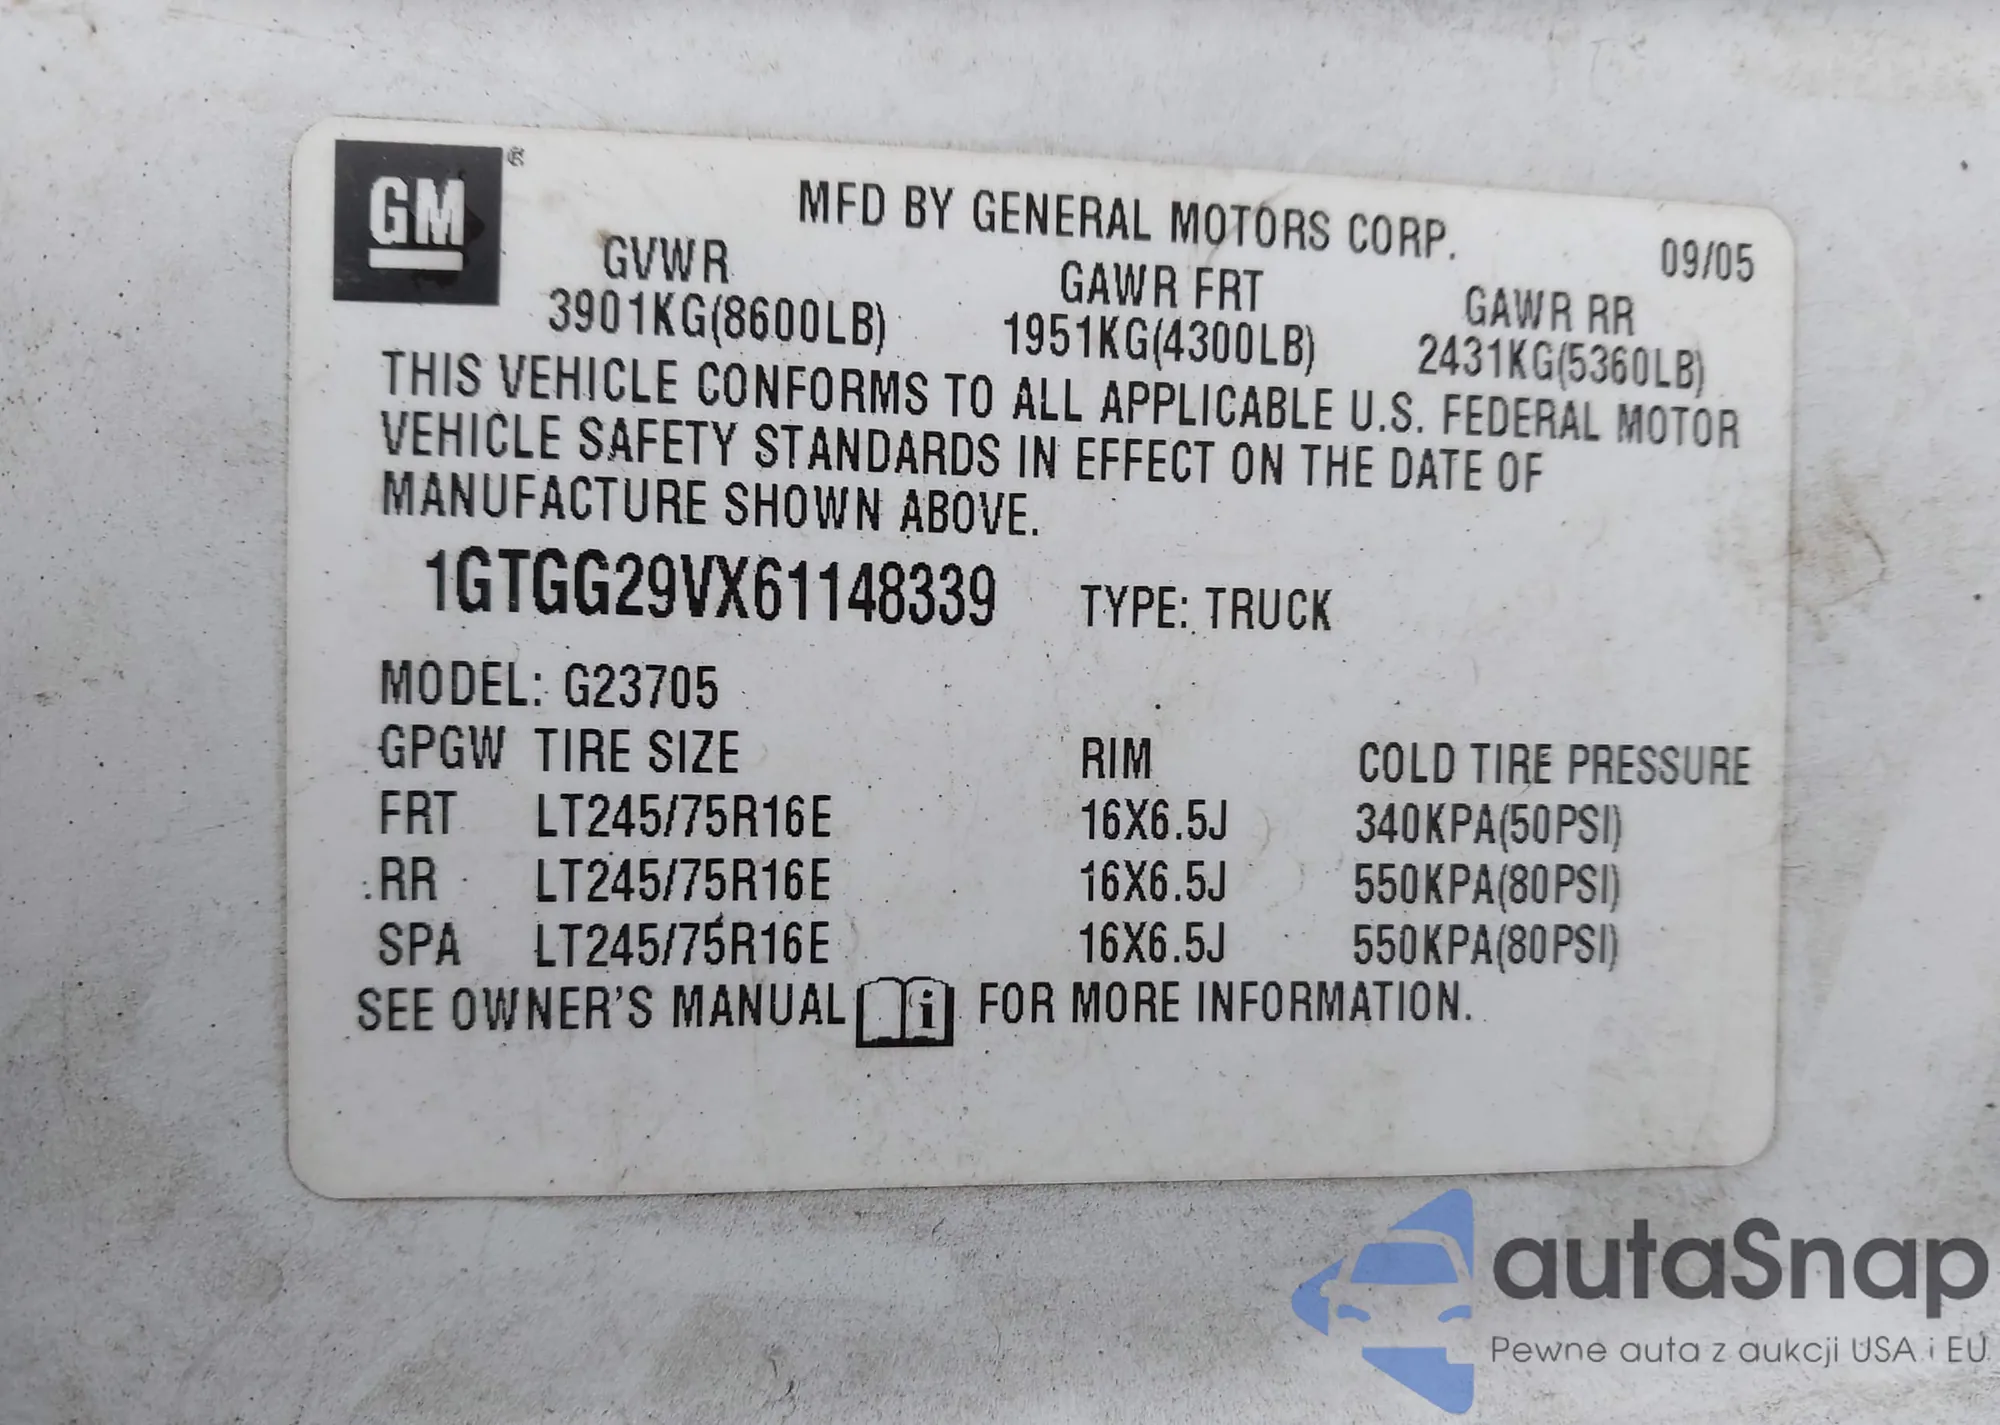 GM®
MFD BY GENERAL MOTORS CORP. 09/05
GVWR GAWR FRT GAWR RR
3901KG(8600LB) 1951KG(4300LB) 2431KG(5360LB)
THIS VEHICLE CONFORMS TO ALL APPLICABLE U.S. FEDERAL MOTOR
VEHICLE SAFETY STANDARDS IN EFFECT ON THE DATE OF
MANUFACTURE SHOWN ABOVE.
1GTGG29VX61148339 TYPE: TRUCK
MODEL: G23705
GPGW TIRE SIZE RIM COLD TIRE PRESSURE
FRT LT245/75R16E 16X6.5J 340KPA(50PSI)
RR LT245/75R16E 16X6.5J 550KPA(80PSI)
SPA LT245/75R16E 16X6.5J 550KPA(80PSI)
SEE OWNER'S MANUAL i FOR MORE INFORMATION.
autaSnap
Pewne auta z aukcji USA i EU